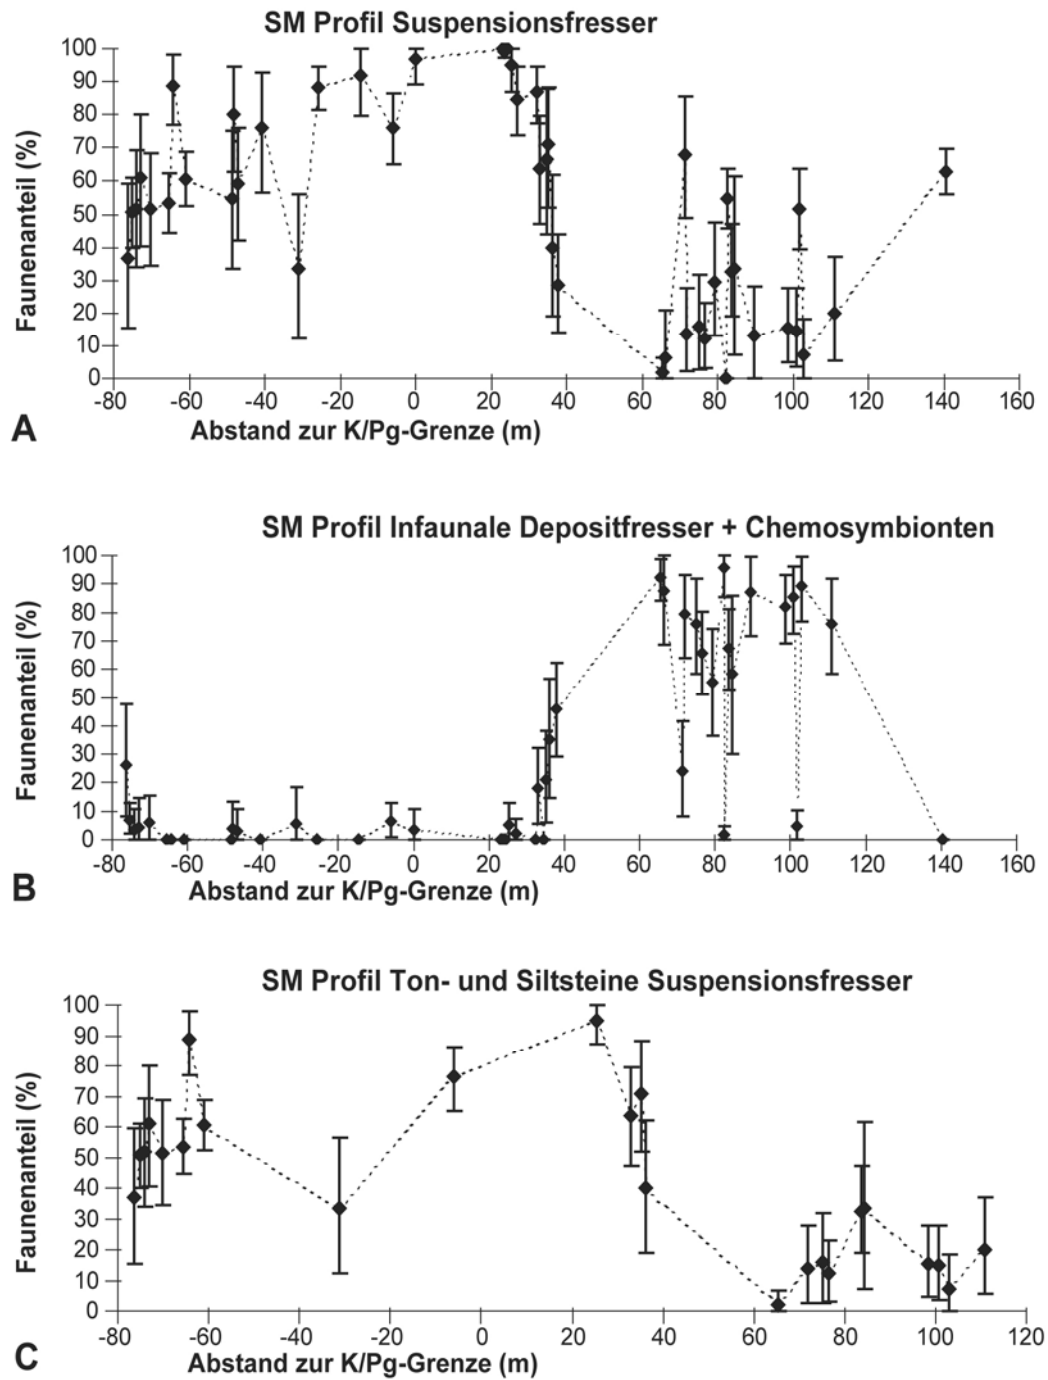 SM Profil Suspensionsfresser
100
90
80
70
60
50
40
30
20
10
0
Faunenanteil (%)
-80 -60 -40 -20 0 20 40 60 80 100 120 140 160
Abstand zur K/Pg-Grenze (m)
A
SM Profil Infaunale Depositfresser + Chemosymbionten
100
90
80
70
60
50
40
30
20
10
0
Faunenanteil (%)
-80 -60 -40 -20 0 20 40 60 80 100 120 140 160
Abstand zur K/Pg-Grenze (m)
B
SM Profil Ton- und Siltsteine Suspensionsfresser
100
90
80
70
60
50
40
30
20
10
0
Faunenanteil (%)
-80 -60 -40 -20 0 20 40 60 80 100 120
Abstand zur K/Pg-Grenze (m)
C